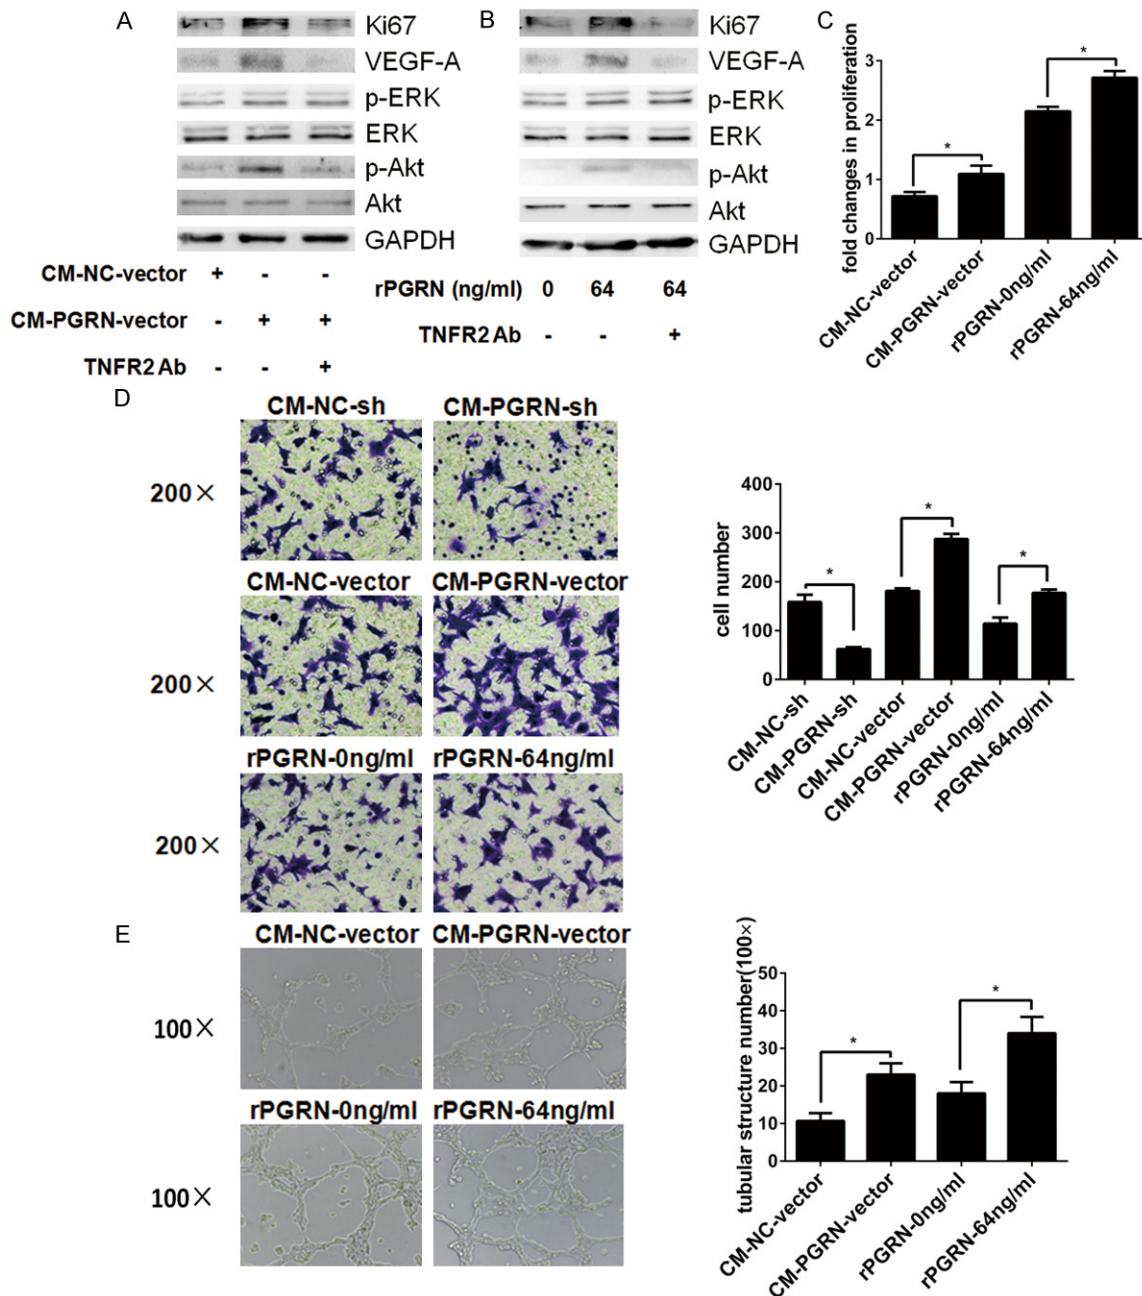 A
Ki67
VEGF-A
p-ERK
ERK
p-Akt
Akt
GAPDH
CM-NC-vector + - -
CM-PGRN-vector - + +
TNFR2 Ab - - +
B
Ki67
VEGF-A
p-ERK
ERK
p-Akt
Akt
GAPDH
rPGRN (ng/ml) 0 64 64
TNFR2 Ab - - +
C
fold changes in proliferation
3
2
1
0
*
*
CM-NC-vector
CM-PGRN-vector
rPGRN-0ng/ml
rPGRN-64ng/ml
D
CM-NC-sh CM-PGRN-sh
200×
CM-NC-vector CM-PGRN-vector
200×
rPGRN-0ng/ml rPGRN-64ng/ml
200×
cell number
400
300
200
100
0
*
*
*
CM-NC-sh
CM-PGRN-sh
CM-NC-vector
CM-PGRN-vector
rPGRN-0ng/ml
rPGRN-64ng/ml
E
CM-NC-vector CM-PGRN-vector
100×
rPGRN-0ng/ml rPGRN-64ng/ml
100×
tubular structure number(100×)
50
40
30
20
10
0
*
*
CM-NC-vector
CM-PGRN-vector
rPGRN-0ng/ml
rPGRN-64ng/ml